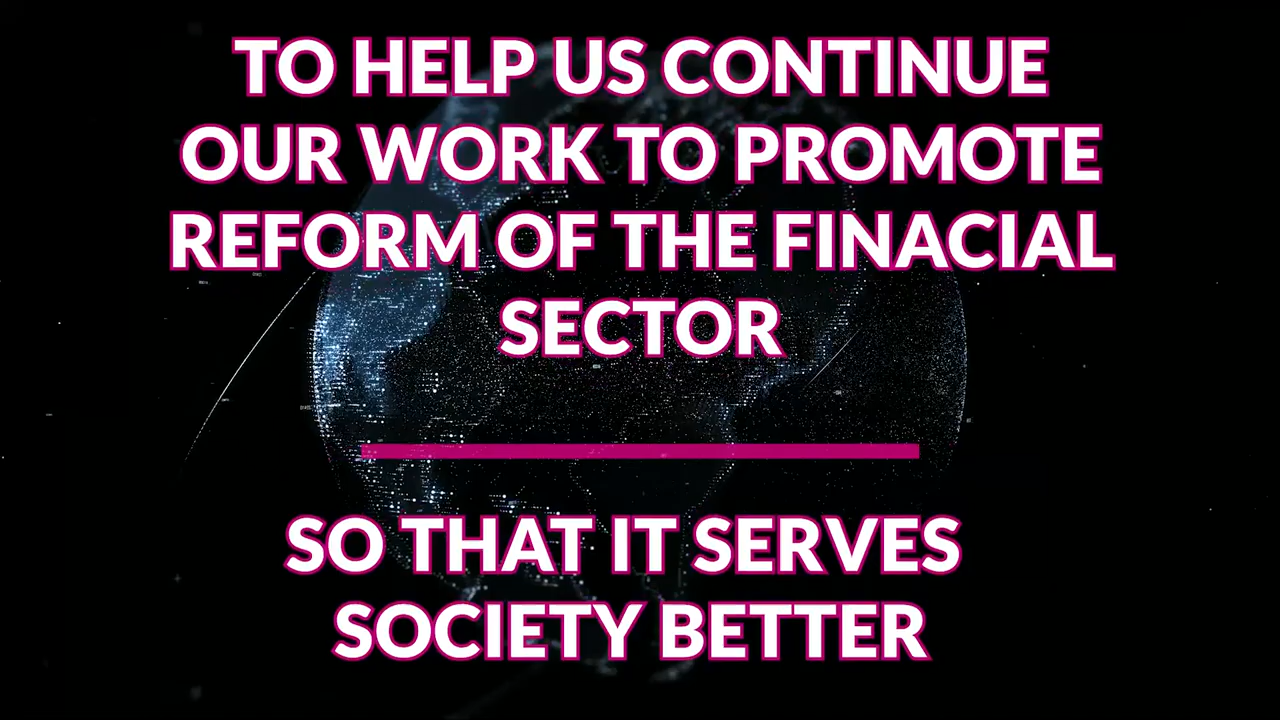 TO HELP US CONTINUE
OUR WORK TO PROMOTE
REFORM OF THE FINACIAL
SECTOR
SO THAT IT SERVES
SOCIETY BETTER